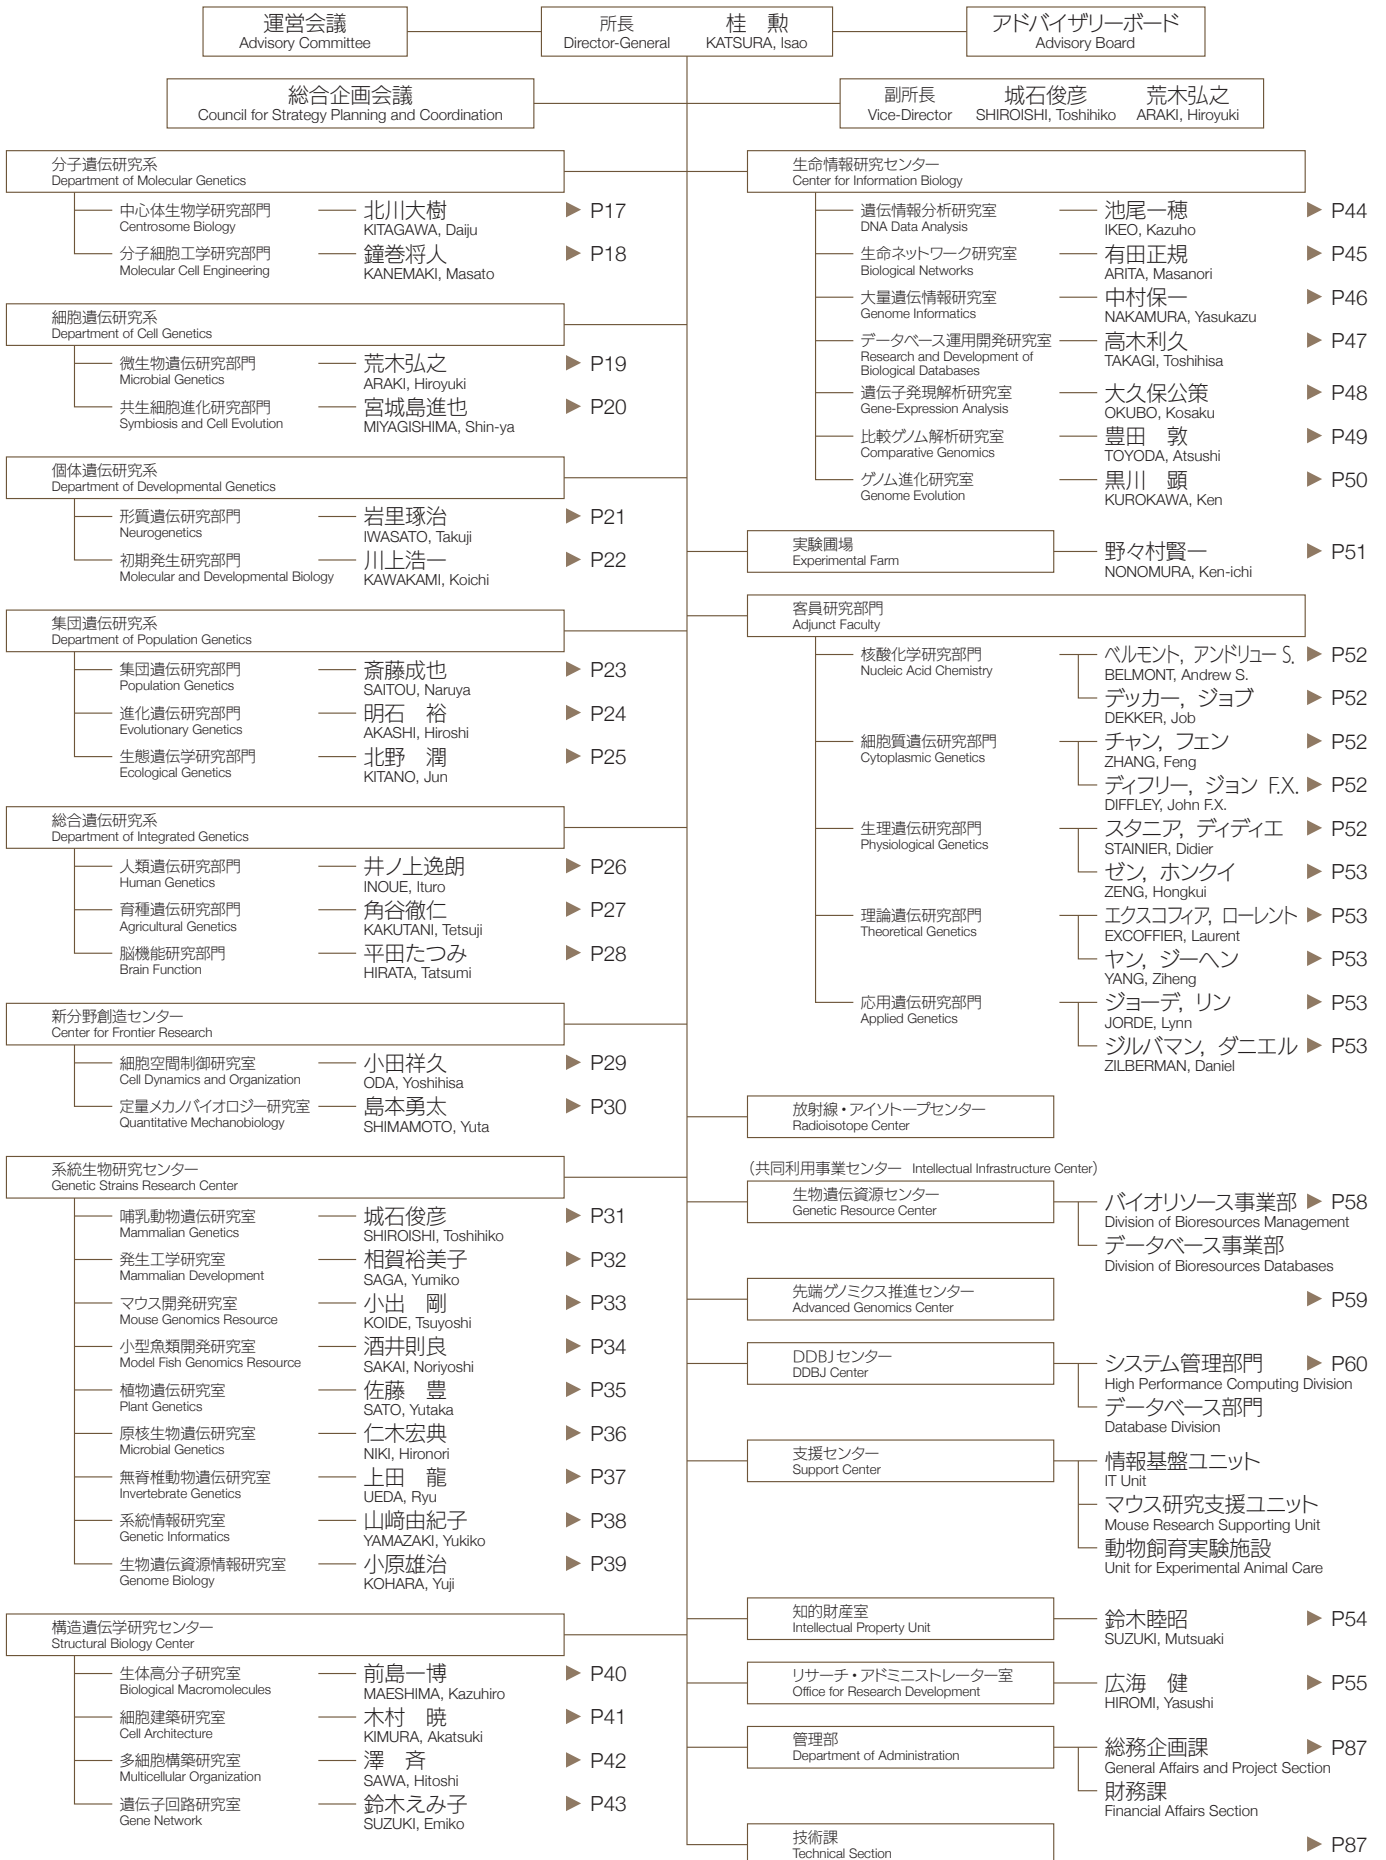 運営会議
Advisory Committee
所長 桂 勲
Director-General KATSURA, Isao
アドバイザリーボード
Advisory Board
総合企画会議
Council for Strategy Planning and Coordination
副所長 城石俊彦 荒木弘之
Vice-Director SHIROISHI, Toshihiko ARAKI, Hiroyuki
分子遺伝研究系
Department of Molecular Genetics
中心体生物学研究部門 北川大樹 ▶ P17
Centrosome Biology KITAGAWA, Daiju
分子細胞工学研究部門 鐘巻将人 ▶ P18
Molecular Cell Engineering KANEMAKI, Masato
細胞遺伝研究系
Department of Cell Genetics
微生物遺伝研究部門 荒木弘之 ▶ P19
Microbial Genetics ARAKI, Hiroyuki
共生細胞進化研究部門 宮城島進也 ▶ P20
Symbiosis and Cell Evolution MIYAGISHIMA, Shin-ya
個体遺伝研究系
Department of Developmental Genetics
形質遺伝研究部門 岩里琢治 ▶ P21
Neurogenetics IWASATO, Takuji
初期発生研究部門 川上浩一 ▶ P22
Molecular and Developmental Biology KAWAKAMI, Koichi
集団遺伝研究系
Department of Population Genetics
集団遺伝研究部門 斎藤成也 ▶ P23
Population Genetics SAITOU, Naruya
進化遺伝研究部門 明石 裕 ▶ P24
Evolutionary Genetics AKASHI, Hiroshi
生態遺伝学研究部門 北野 潤 ▶ P25
Ecological Genetics KITANO, Jun
総合遺伝研究系
Department of Integrated Genetics
人類遺伝研究部門 井ノ上逸朗 ▶ P26
Human Genetics INOUE, Ituro
育種遺伝研究部門 角谷徹仁 ▶ P27
Agricultural Genetics KAKUTANI, Tetsuji
脳機能研究部門 平田たつみ ▶ P28
Brain Function HIRATA, Tatsumi
新分野創造センター
Center for Frontier Research
細胞空間制御研究室 小田祥久 ▶ P29
Cell Dynamics and Organization ODA, Yoshihisa
定量メカノバイオロジー研究室 島本勇太 ▶ P30
Quantitative Mechanobiology SHIMAMOTO, Yuta
系統生物研究センター
Genetic Strains Research Center
哺乳動物遺伝研究室 城石俊彦 ▶ P31
Mammalian Genetics SHIROISHI, Toshihiko
発生工学研究室 相賀裕美子 ▶ P32
Mammalian Development SAGA, Yumiko
マウス開発研究室 小出 剛 ▶ P33
Mouse Genomics Resource KOIDE, Tsuyoshi
小型魚類開発研究室 酒井則良 ▶ P34
Model Fish Genomics Resource SAKAI, Noriyoshi
植物遺伝研究室 佐藤 豊 ▶ P35
Plant Genetics SATO, Yutaka
原核生物遺伝研究室 仁木宏典 ▶ P36
Microbial Genetics NIKI, Hironori
無脊椎動物遺伝研究室 上田 龍 ▶ P37
Invertebrate Genetics UEDA, Ryu
系統情報研究室 山﨑由紀子 ▶ P38
Genetic Informatics YAMAZAKI, Yukiko
生物遺伝資源情報研究室 小原雄治 ▶ P39
Genome Biology KOHARA, Yuji
構造遺伝学研究センター
Structural Biology Center
生体高分子研究室 前島一博 ▶ P40
Biological Macromolecules MAESHIMA, Kazuhiro
細胞建築研究室 木村 暁 ▶ P41
Cell Architecture KIMURA, Akatsuki
多細胞構築研究室 澤 斉 ▶ P42
Multicellular Organization SAWA, Hitoshi
遺伝子回路研究室 鈴木えみ子 ▶ P43
Gene Network SUZUKI, Emiko
生命情報研究センター
Center for Information Biology
遺伝情報分析研究室 池尾一穂 ▶ P44
DNA Data Analysis IKEO, Kazuho
生命ネットワーク研究室 有田正規 ▶ P45
Biological Networks ARITA, Masanori
大量遺伝情報研究室 中村保一 ▶ P46
Genome Informatics NAKAMURA, Yasukazu
データベース運用開発研究室 高木利久 ▶ P47
Research and Development of TAKAGI, Toshihisa
Biological Databases
遺伝子発現解析研究室 大久保公策 ▶ P48
Gene-Expression Analysis OKUBO, Kosaku
比較ゲノム解析研究室 豊田 敦 ▶ P49
Comparative Genomics TOYODA, Atsushi
ゲノム進化研究室 黒川 顕 ▶ P50
Genome Evolution KUROKAWA, Ken
実験圃場 野々村賢一 ▶ P51
Experimental Farm NONOMURA, Ken-ichi
客員研究部門
Adjunct Faculty
核酸化学研究部門 ベルモント, アンドリュー S. ▶ P52
Nucleic Acid Chemistry BELMONT, Andrew S.
デッカー, ジョブ ▶ P52
DEKKER, Job
細胞質遺伝研究部門 チャン, フェン ▶ P52
Cytoplasmic Genetics ZHANG, Feng
ディフリー, ジョン F.X. ▶ P52
DIFFLEY, John F.X.
生理遺伝研究部門 スタニア, ディディエ ▶ P52
Physiological Genetics STAINIER, Didier
ゼン, ホンクイ ▶ P53
ZENG, Hongkui
理論遺伝研究部門 エクスコフィア, ローレント ▶ P53
Theoretical Genetics EXCOFFIER, Laurent
ヤン, ジーヘン ▶ P53
YANG, Ziheng
応用遺伝研究部門 ジョーデ, リン ▶ P53
Applied Genetics JORDE, Lynn
ジルバマン, ダニエル ▶ P53
ZILBERMAN, Daniel
放射線・アイソトープセンター
Radioisotope Center
(共同利用事業センター Intellectual Infrastructure Center)
生物遺伝資源センター バイオリソース事業部 ▶ P58
Genetic Resource Center Division of Bioresources Management
データベース事業部
Division of Bioresources Databases
先端ゲノミクス推進センター ▶ P59
Advanced Genomics Center
DDBJセンター システム管理部門 ▶ P60
DDBJ Center High Performance Computing Division
データベース部門
Database Division
支援センター 情報基盤ユニット
Support Center IT Unit
マウス研究支援ユニット
Mouse Research Supporting Unit
動物飼育実験施設
Unit for Experimental Animal Care
知的財産室 鈴木睦昭 ▶ P54
Intellectual Property Unit SUZUKI, Mutsuaki
リサーチ・アドミニストレーター室 広海 健 ▶ P55
Office for Research Development HIROMI, Yasushi
管理部 総務企画課 ▶ P87
Department of Administration General Affairs and Project Section
財務課
Financial Affairs Section
技術課 ▶ P87
Technical Section